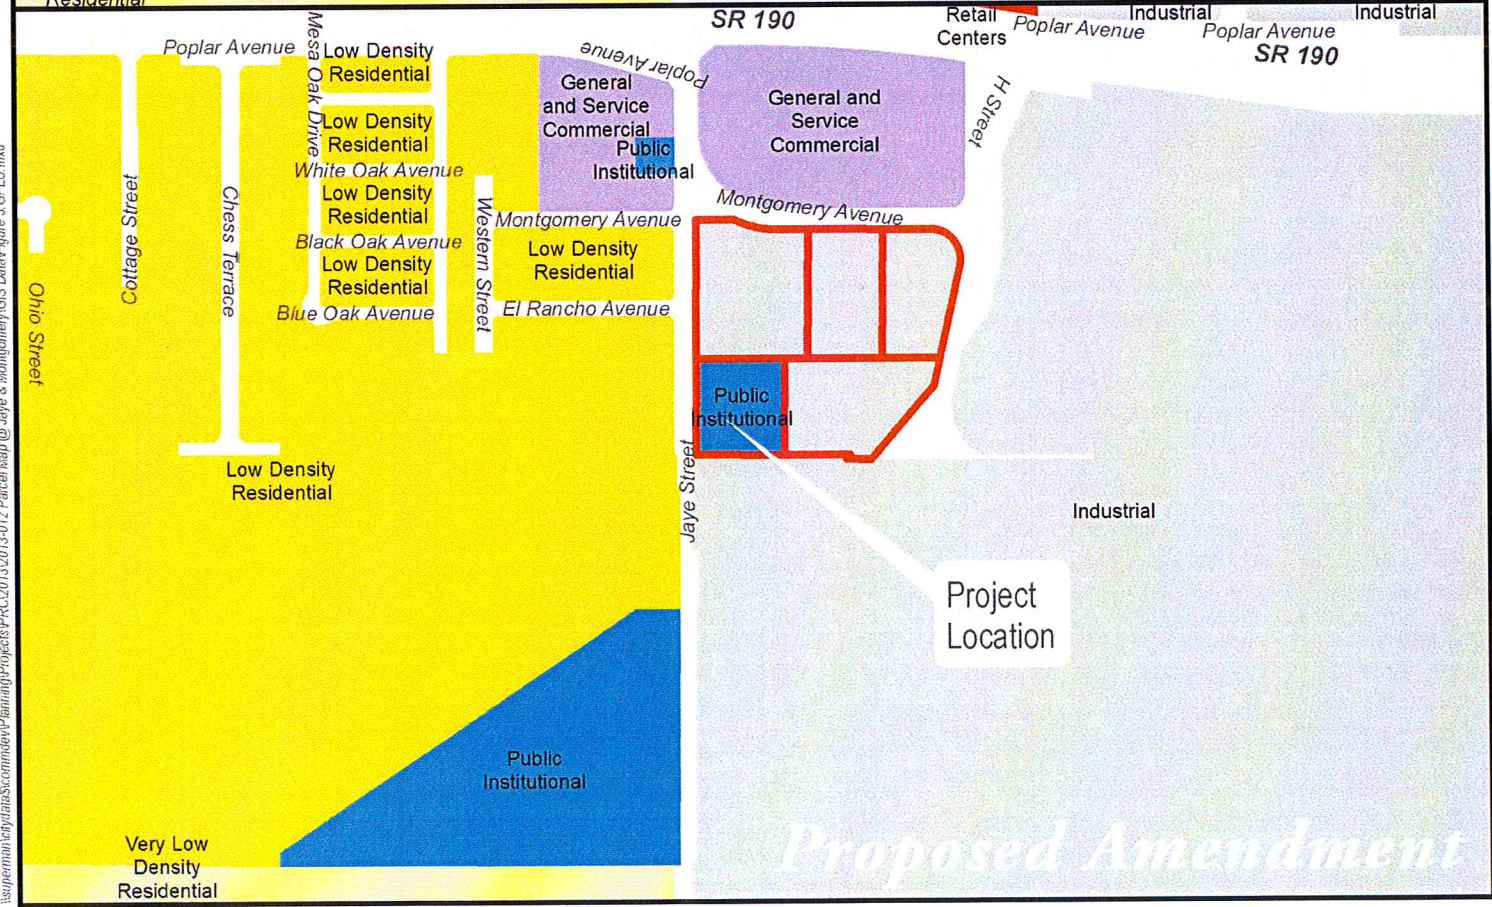 Residential
SR 190
Retail
Centers
Poplar Avenue
Industrial
Poplar Avenue
Industrial
SR 190
Poplar Avenue
Mesa Oak Drive
Low Density
Residential
Poplar Avenue
General
and Service
Commercial
Public
Institutional
General and
Service
Commercial
H Street
Low Density
Residential
White Oak Avenue
Low Density
Residential
Black Oak Avenue
Low Density
Residential
Blue Oak Avenue
Cottage Street
Chess Terrace
Ohio Street
Western Street
Montgomery Avenue
Montgomery Avenue
Low Density
Residential
El Rancho Avenue
Public
Institutional
Jaye Street
Low Density
Residential
Industrial
Project
Location
Public
Institutional
Very Low
Density
Residential
Proposed Amendment